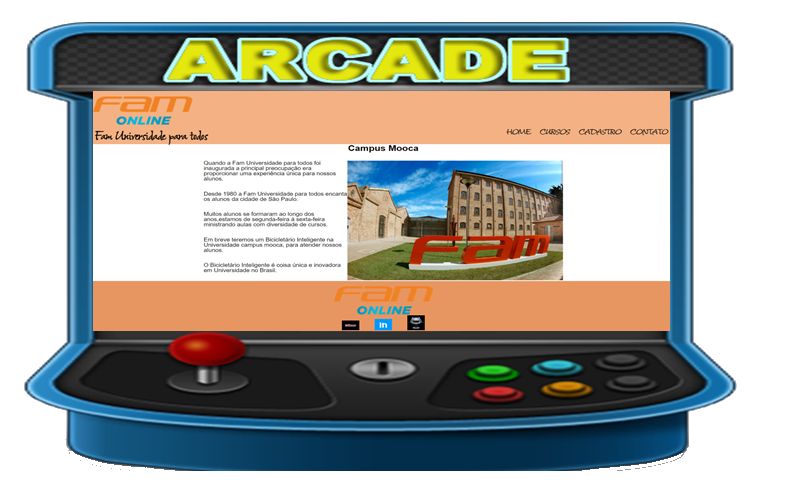 ARCADE
Fam
ONLINE
Fam Universidade para todos
HOME CURSOS CADASTRO CONTATO
Campus Mooca
Quando a Fam Universidade para todos foi
inaugurada a principal preocupação era
proporcionar uma experiência única para nossos
alunos.
Desde 1980 a Fam Universidade para todos encanta
os alunos da cidade de São Paulo.
Muitos alunos se formaram ao longo dos
anos,estamos de segunda-feira à sexta-feira
ministrando aulas com diversidade de cursos.
Em breve teremos um Bicicletário Inteligente na
Universidade campus mooca, para atender nossos
alunos.
O Bicicletário Inteligente é coisa única e inovadora
em Universidade no Brasil.
Fam
Fam
ONLINE
in